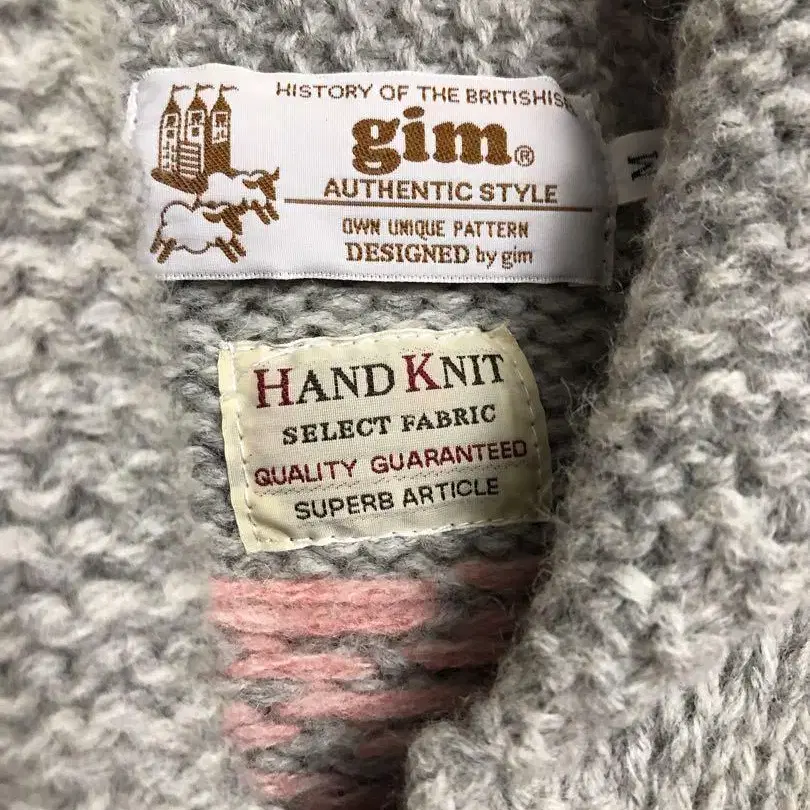 HISTORY OF THE BRITISHIS
gim®
AUTHENTIC STYLE
OWN UNIQUE PATTERN
DESIGNED by gim
M
HAND KNIT
SELECT FABRIC
QUALITY GUARANTEED
SUPERB ARTICLE